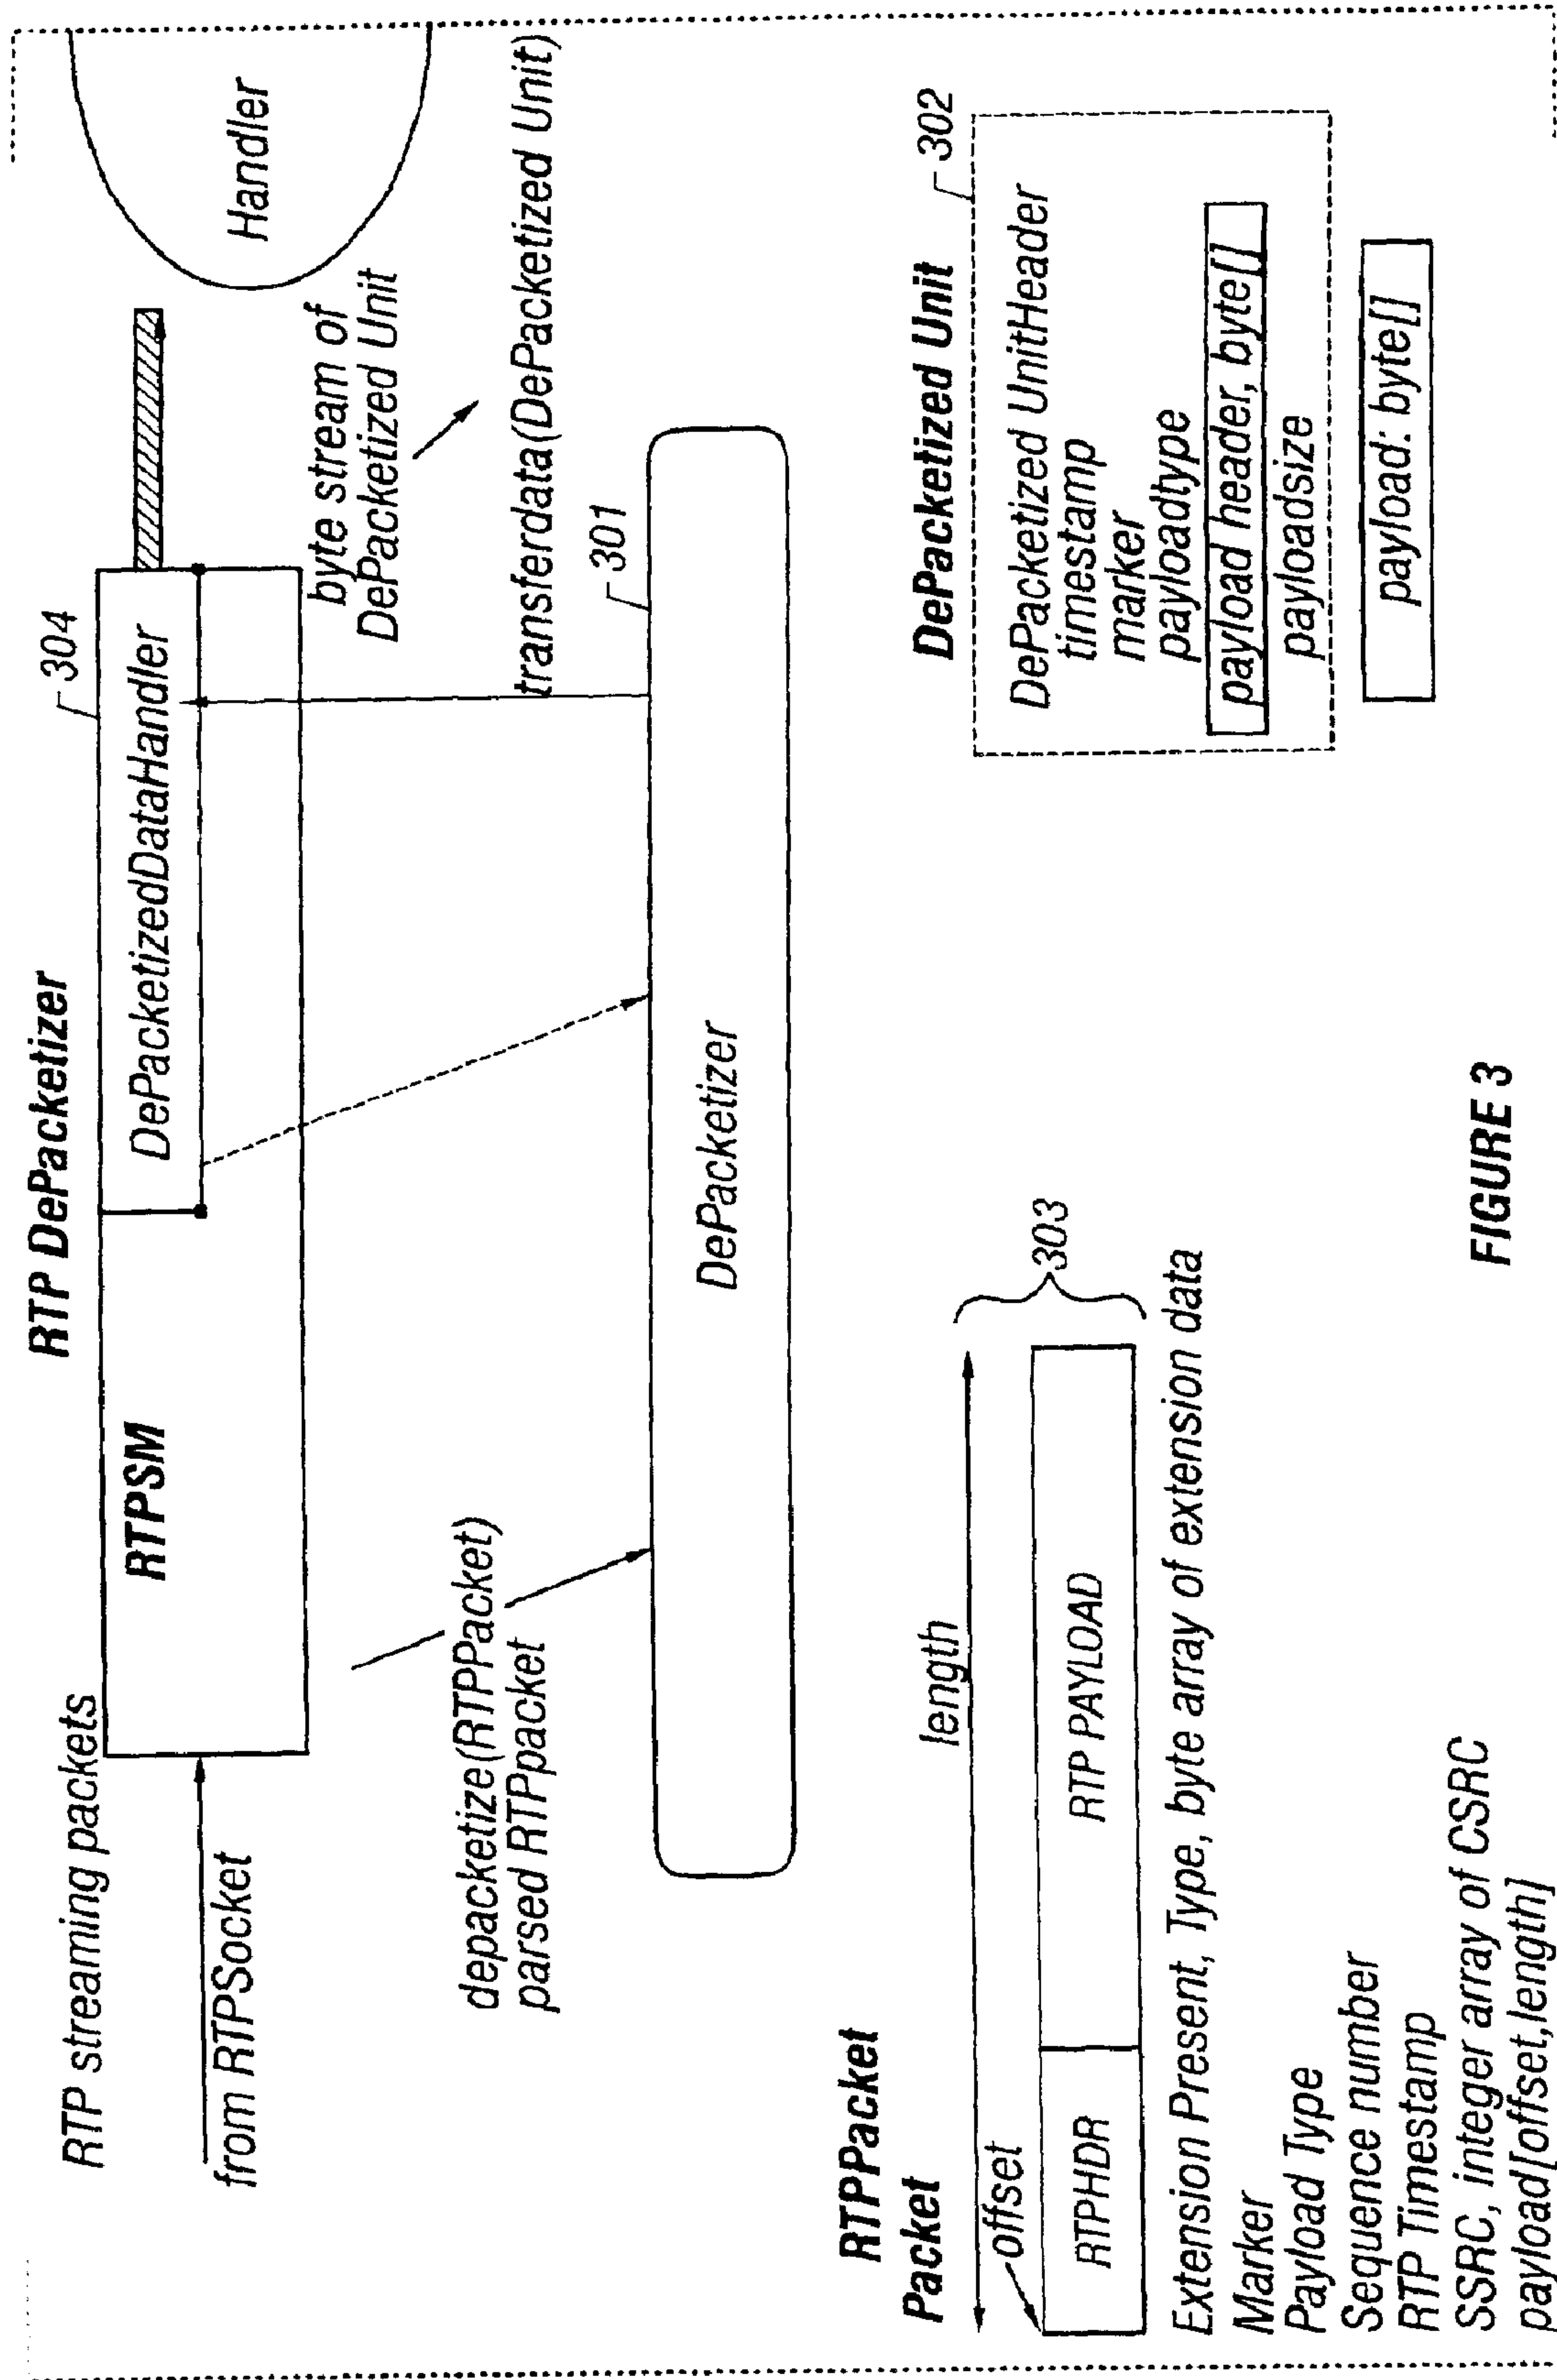 RTP DePacketizer
RTP streaming packets
from RTPSocket
RTPSM
DePacketizedDataHandler
304
Handler
byte stream of
DePacketized Unit
transferdata(DePacketized Unit)
depacketize(RTPPacket)
parsed RTPpacket
301
DePacketizer
RTPPacket
Packet
length
offset
RTPHDR
RTP PAYLOAD
303
Extension Present, Type, byte array of extension data
Marker
Payload Type
Sequence number
RTP Timestamp
SSRC, integer array of CSRC
payload[offset,length]
DePacketized Unit
302
DePacketized UnitHeader
timestamp
marker
payloadtype
payload header, byte[]
payloadsize
payload: byte[]
FIGURE 3